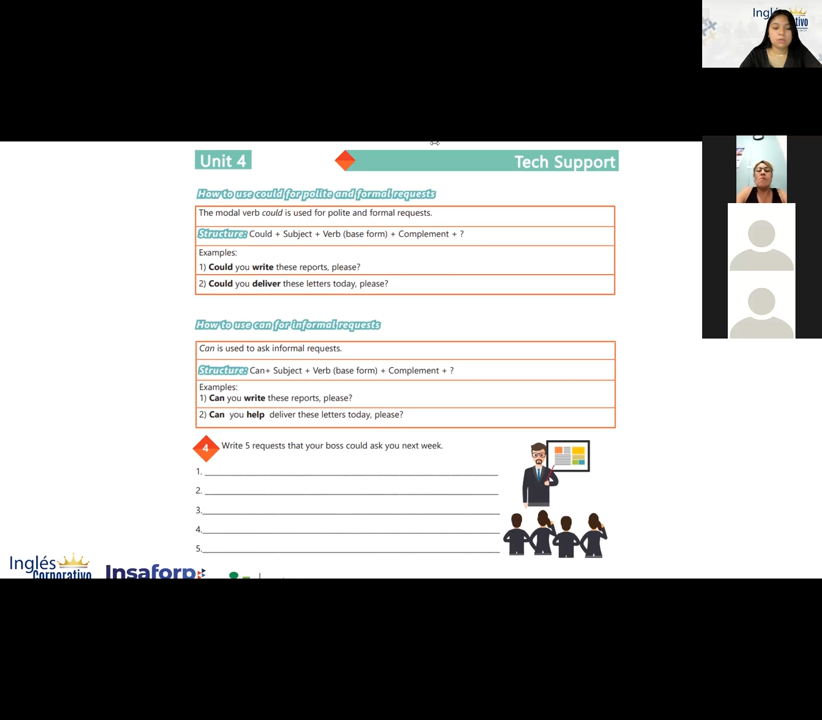 Inglés
tivo
Unit 4
Tech Support
How to use could for polite and formal requests
The modal verb could is used for polite and formal requests.
Structure: Could + Subject + Verb (base form) + Complement + ?
Examples:
1) Could you write these reports, please?
2) Could you deliver these letters today, please?
How to use can for informal requests
Can is used to ask informal requests.
Structure: Can+ Subject + Verb (base form) + Complement + ?
Examples:
1) Can you write these reports, please?
2) Can you help deliver these letters today, please?
4 Write 5 requests that your boss could ask you next week.
1.
2.
3.
4.
5.
Inglés
Corporativo
Insaforp